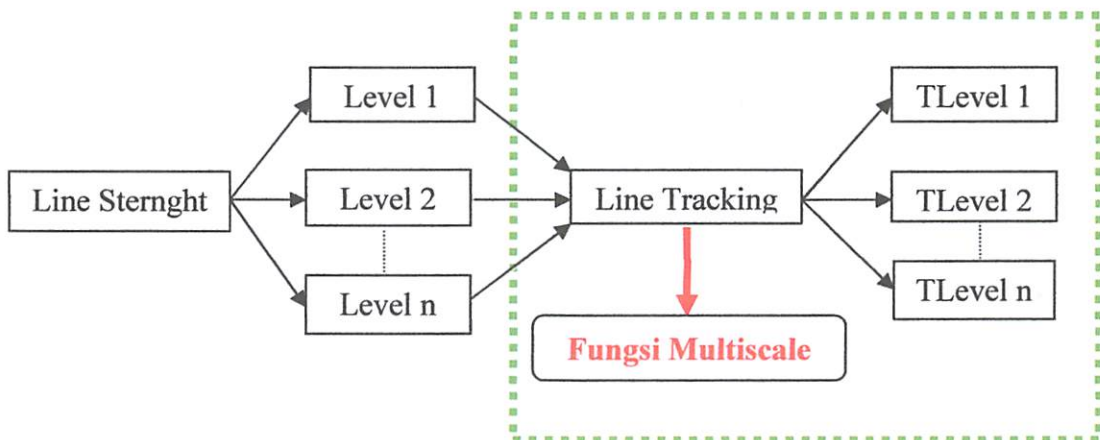 Line Sternght
Level 1
Level 2
Level n
Line Tracking
Fungsi Multiscale
TLevel 1
TLevel 2
TLevel n